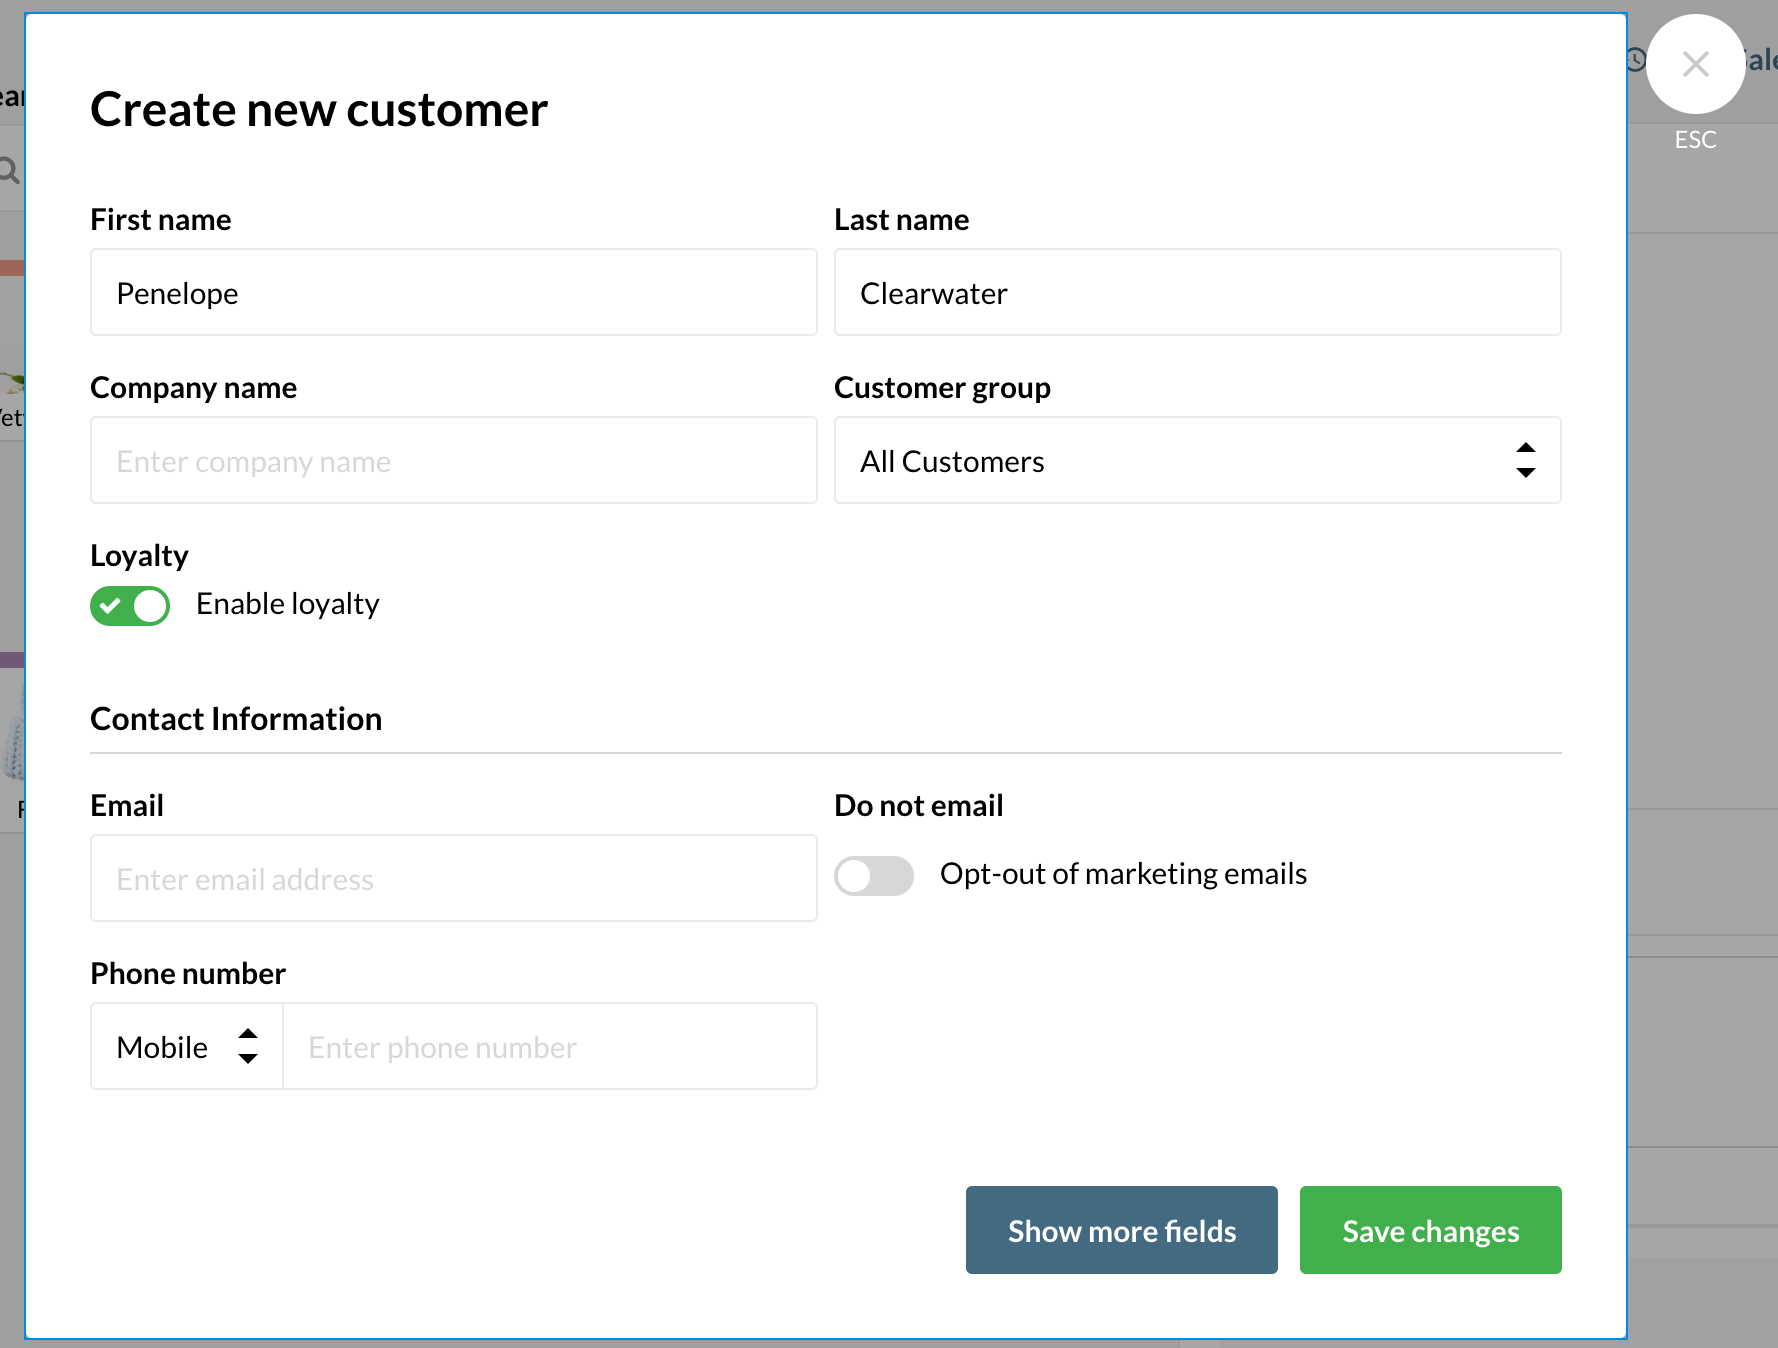 ESC
Create new customer
First name
Last name
Penelope
Clearwater
Company name
Customer group
Enter company name
All Customers
Loyalty
Enable loyalty
Contact Information
Email
Do not email
Enter email address
Opt-out of marketing emails
Phone number
Mobile
Enter phone number
Show more fields
Save changes